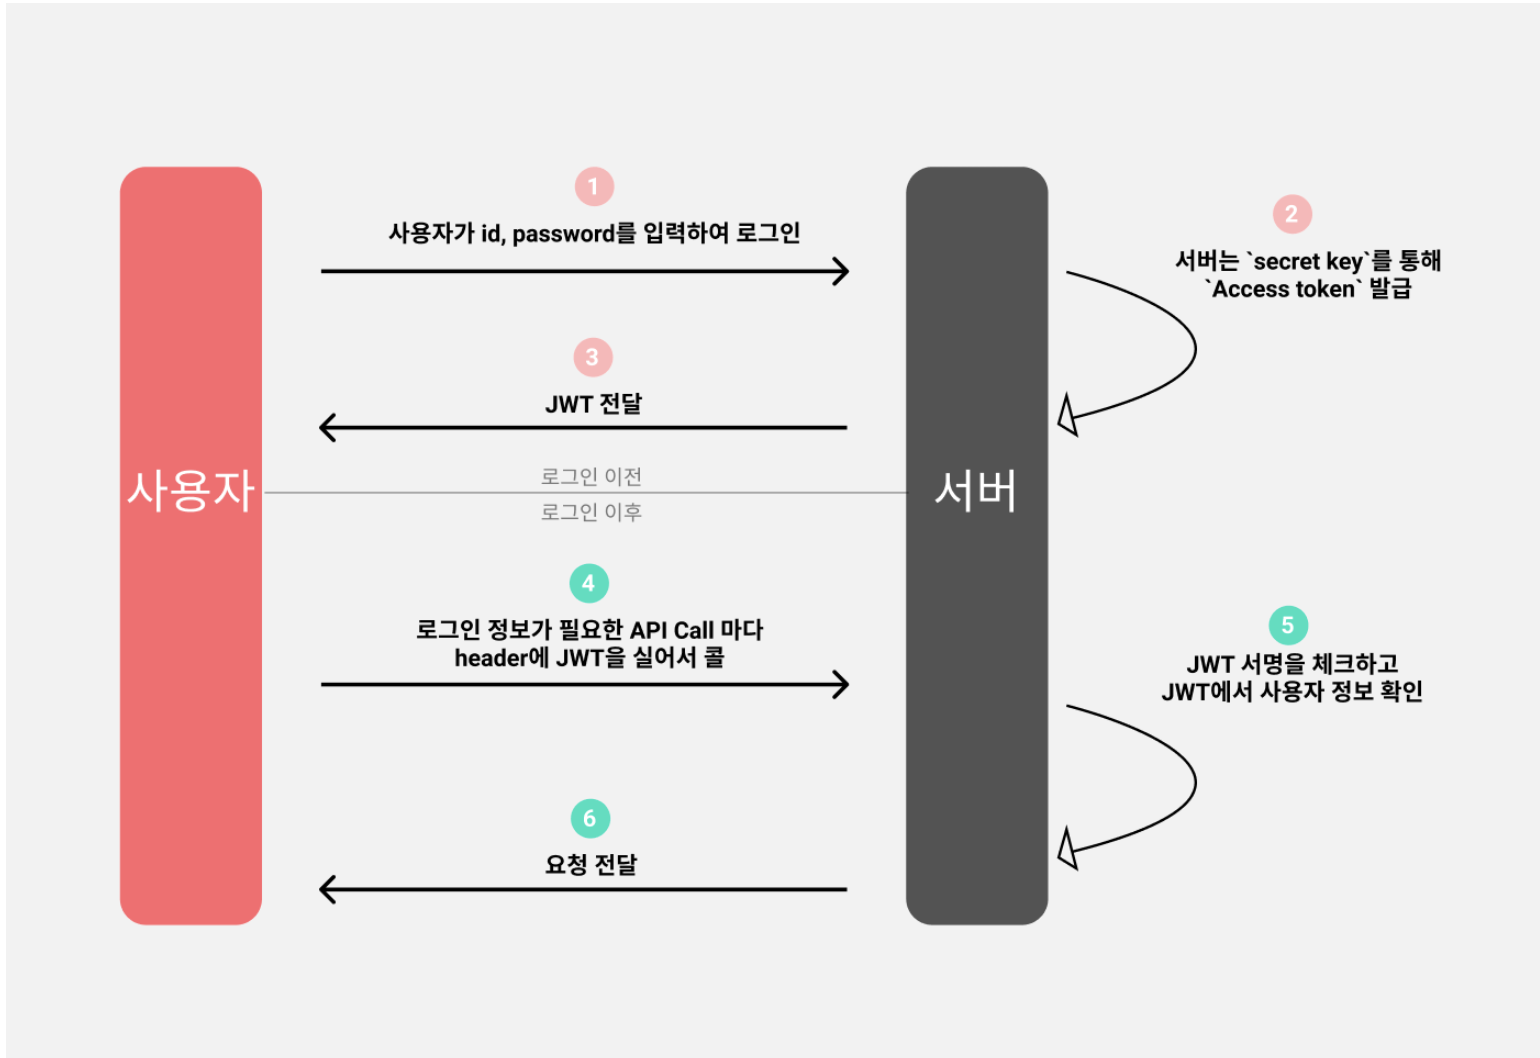 1
사용자가 id, password를 입력하여 로그인
2
서버는 `secret key`를 통해
`Access token` 발급
3
JWT 전달
사용자
로그인 이전
로그인 이후
서버
4
로그인 정보가 필요한 API Call 마다
header에 JWT을 실어서 콜
5
JWT 서명을 체크하고
JWT에서 사용자 정보 확인
6
요청 전달